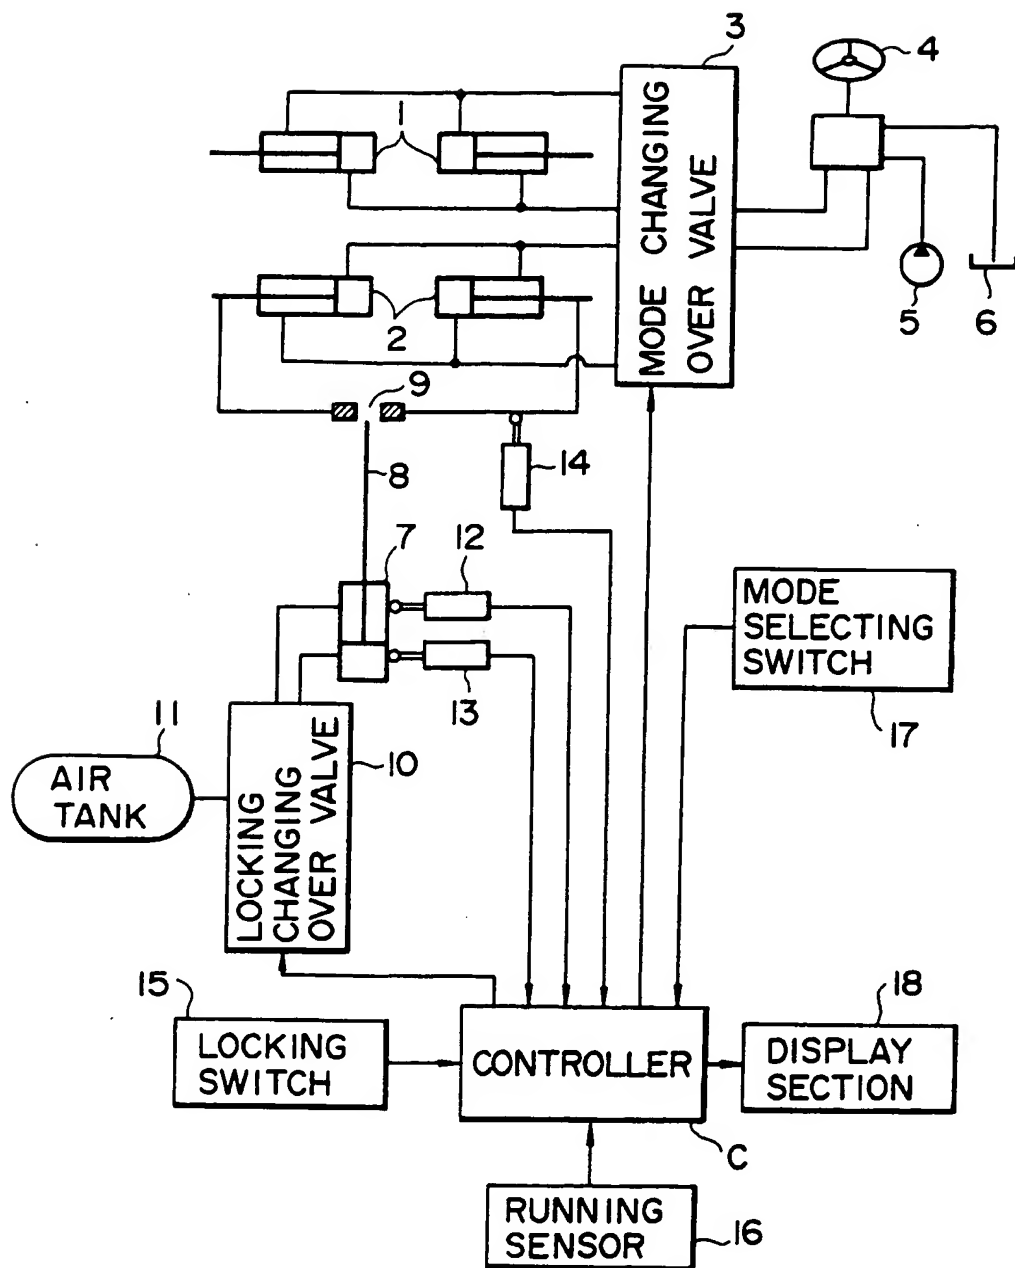 3
4
1
MODE CHANGING
OVER VALVE
2
5
6
9
8
14
7
12
13
MODE
SELECTING
SWITCH
17
11
AIR
TANK
10
LOCKING
CHANGING
OVER VALVE
15
LOCKING
SWITCH
CONTROLLER
18
DISPLAY
SECTION
C
RUNNING
SENSOR
16